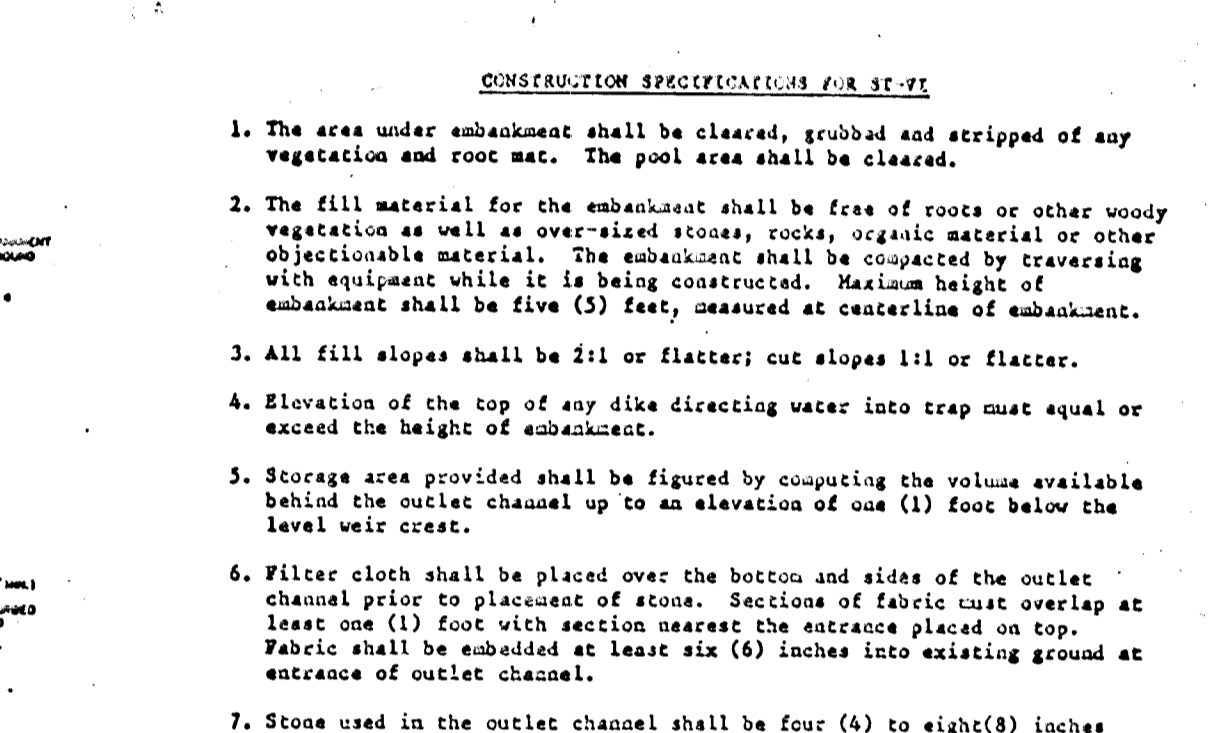 CONSTRUCTION SPECIFICATIONS FOR ST-VI
1. The area under embankment shall be cleared, grubbed and stripped of any
vegetation and root mat. The pool area shall be cleared.
2. The fill material for the embankment shall be free of roots or other woody
vegetation as well as over-sized stones, rocks, organic material or other
objectionable material. The embankment shall be compacted by traversing
with equipment while it is being constructed. Maximum height of
embankment shall be five (5) feet, measured at centerline of embankment.
3. All fill slopes shall be 2:1 or flatter; cut slopes 1:1 or flatter.
4. Elevation of the top of any dike directing water into trap must equal or
exceed the height of embankment.
5. Storage area provided shall be figured by computing the volume available
behind the outlet channel up to an elevation of one (1) foot below the
level weir crest.
6. Filter cloth shall be placed over the bottom and sides of the outlet
channel prior to placement of stone. Sections of fabric must overlap at
least one (1) foot with section nearest the entrance placed on top.
Fabric shall be embedded at least six (6) inches into existing ground at
entrance of outlet channel.
7. Stone used in the outlet channel shall be four (4) to eight(8) inches